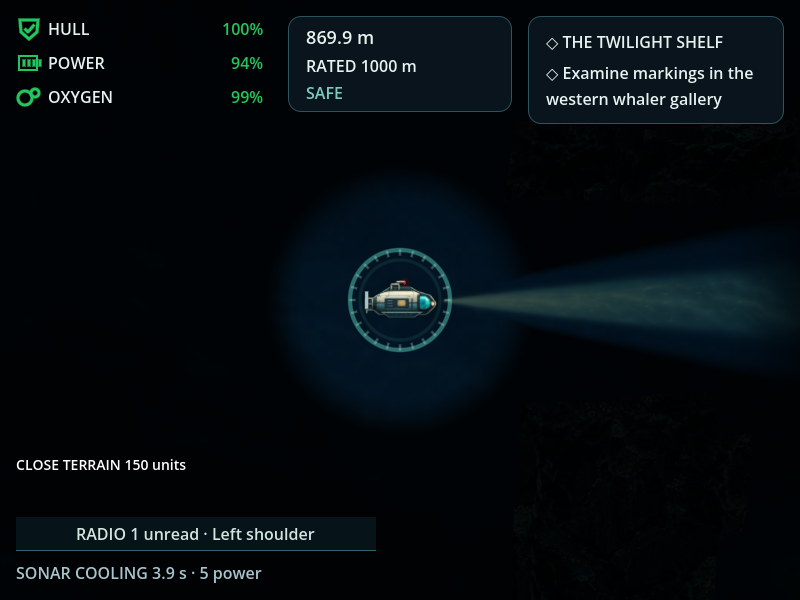 HULL 100%
POWER 94%
OXYGEN 99%
869.9 m
RATED 1000 m
SAFE
◇ THE TWILIGHT SHELF
◇ Examine markings in the
western whaler gallery
CLOSE TERRAIN 150 units
RADIO 1 unread · Left shoulder
SONAR COOLING 3.9 s · 5 power